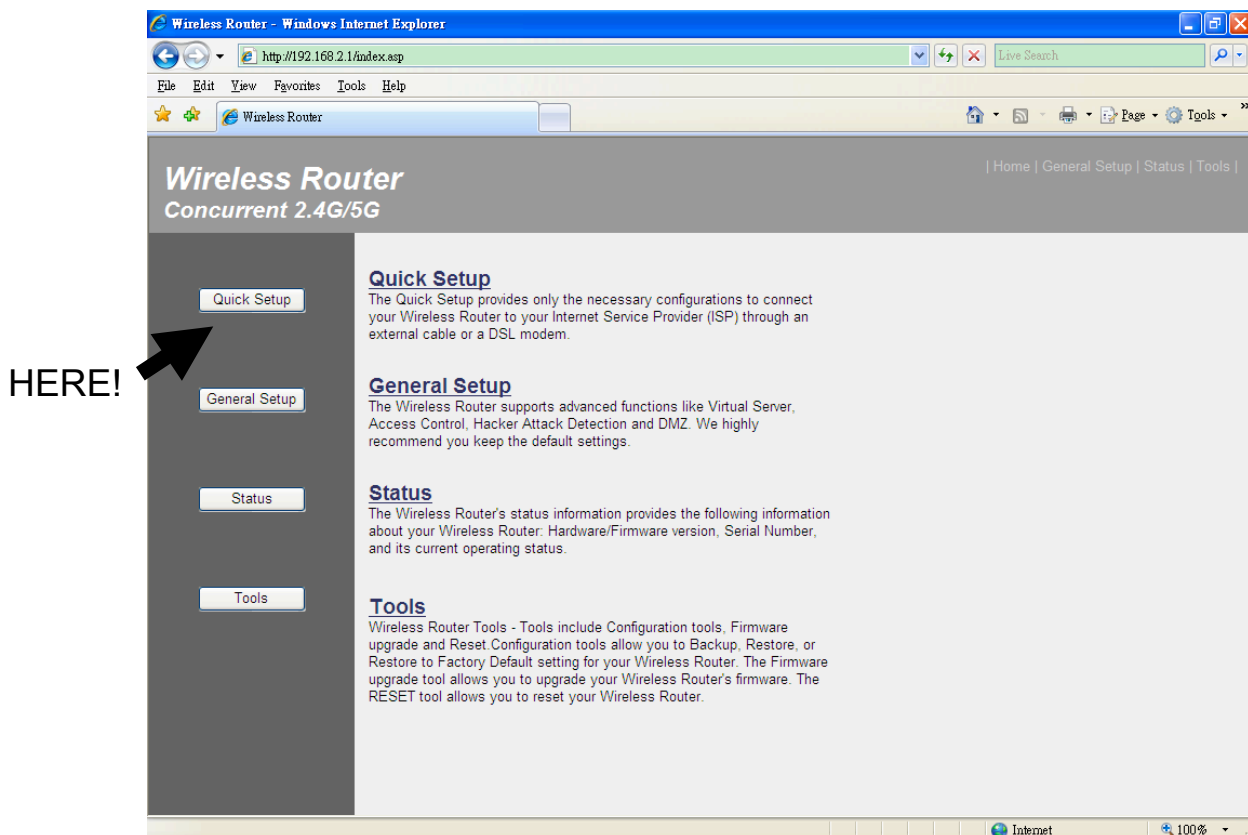 Wireless Router - Windows Internet Explorer
http://192.168.2.1/index.asp
Live Search
File Edit View Favorites Tools Help
Wireless Router
Page Tools »
Wireless Router
Concurrent 2.4G/5G
| Home | General Setup | Status | Tools |
HERE!
Quick Setup
General Setup
Status
Tools
Quick Setup
The Quick Setup provides only the necessary configurations to connect
your Wireless Router to your Internet Service Provider (ISP) through an
external cable or a DSL modem.
General Setup
The Wireless Router supports advanced functions like Virtual Server,
Access Control, Hacker Attack Detection and DMZ. We highly
recommend you keep the default settings.
Status
The Wireless Router's status information provides the following information
about your Wireless Router: Hardware/Firmware version, Serial Number,
and its current operating status.
Tools
Wireless Router Tools - Tools include Configuration tools, Firmware
upgrade and Reset.Configuration tools allow you to Backup, Restore, or
Restore to Factory Default setting for your Wireless Router. The Firmware
upgrade tool allows you to upgrade your Wireless Router's firmware. The
RESET tool allows you to reset your Wireless Router.
Internet
100%